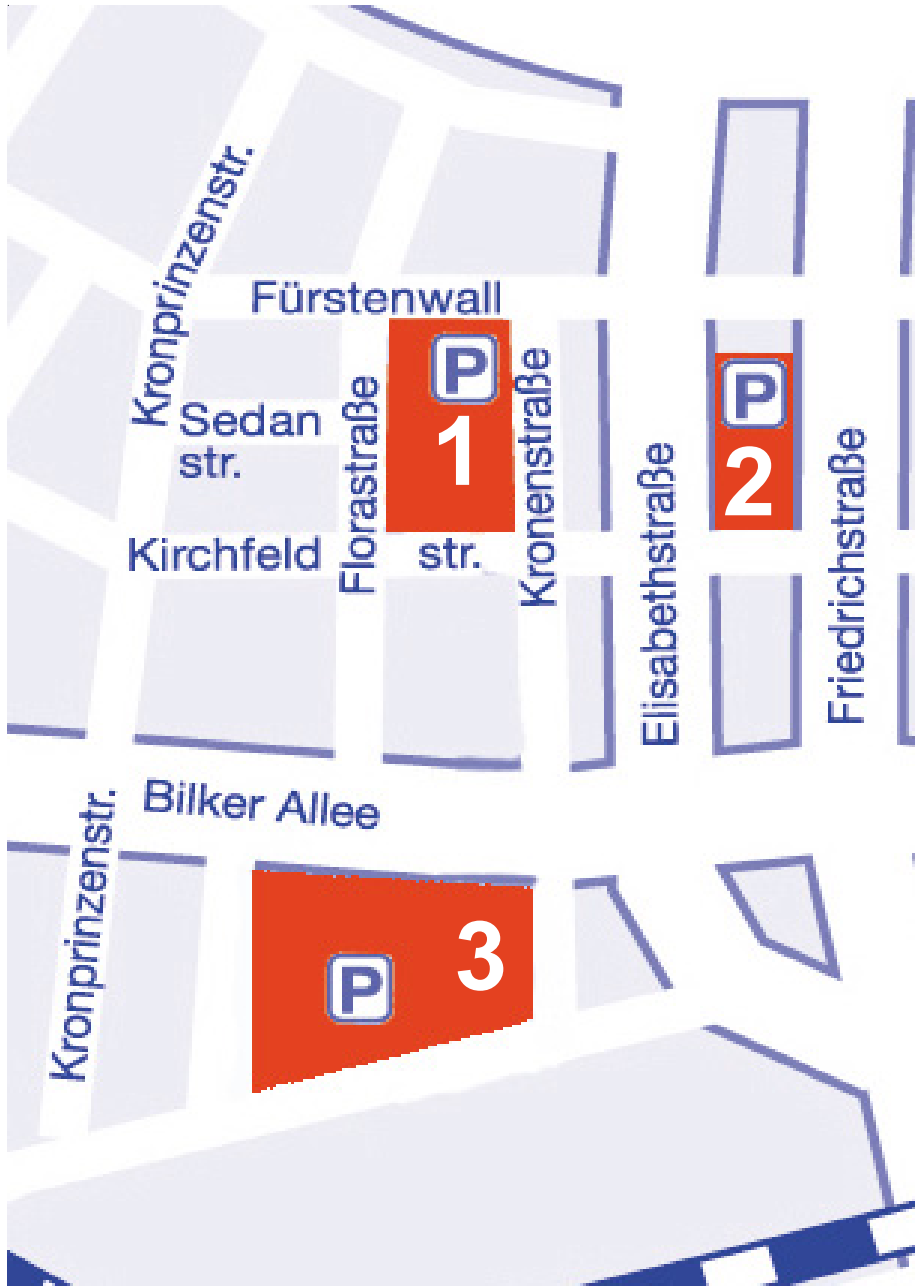 Kronprinzenstr.
Fürstenwall
P
1
P
2
Sedan
str.
Florastraße
Kronenstraße
Kirchfeld
str.
Elisabethstraße
Friedrichstraße
Bilker Allee
Kronprinzenstr.
3
P